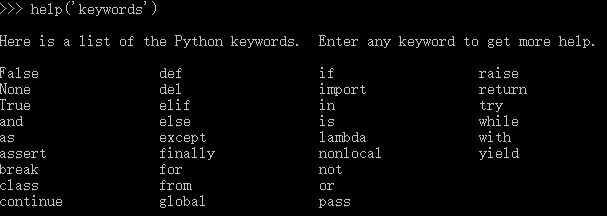 >>> help('keywords')
Here is a list of the Python keywords.  Enter any keyword to get more help.
False               def                 if                  raise
None                del                 import              return
True                elif                in                  try
and                 else                is                  while
as                  except              lambda              with
assert              finally             nonlocal            yield
break               for                 not
class               from                or
continue            global              pass